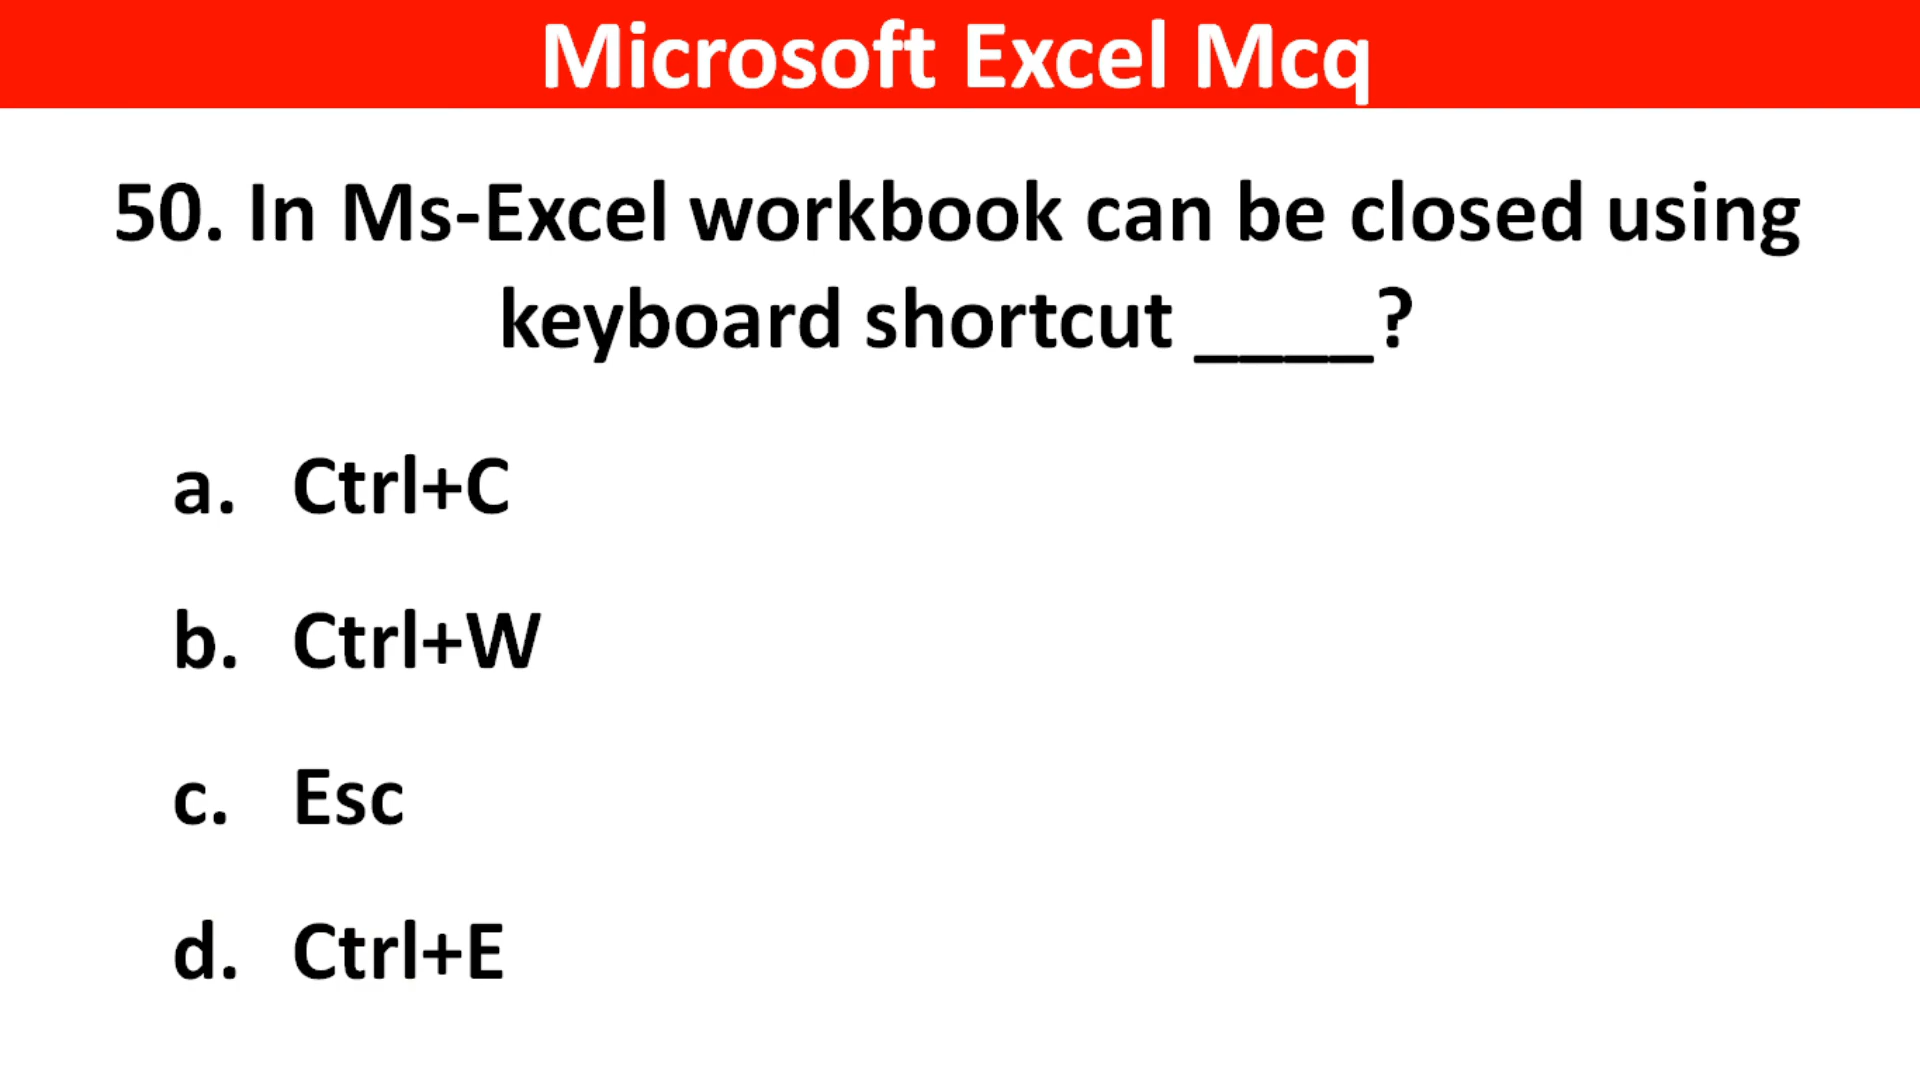 Microsoft Excel Mcq
50. In Ms-Excel workbook can be closed using
keyboard shortcut ____?
a. Ctrl+C
b. Ctrl+W
c. Esc
d. Ctrl+E